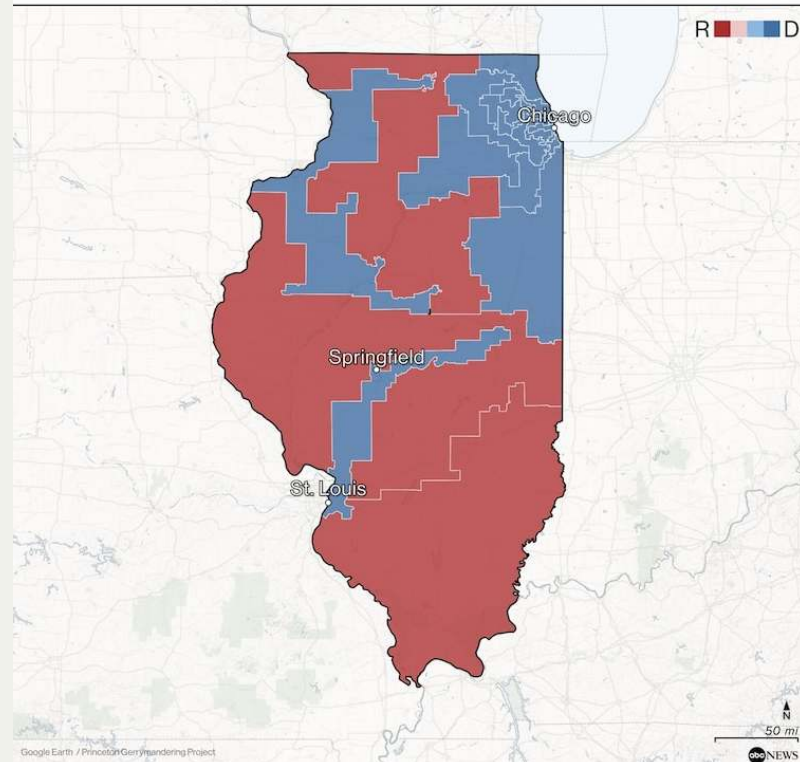 R D
Chicago
Springfield
St. Louis
N
50 mi
Google Earth / Princeton Gerrymandering Project
abc NEWS